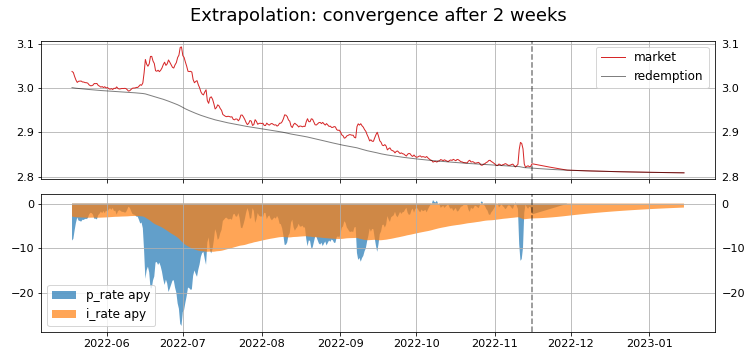 Extrapolation: convergence after 2 weeks
3.1
3.0
2.9
2.8
3.1
3.0
2.9
2.8
market
redemption
0
−10
−20
0
−10
−20
p_rate apy
i_rate apy
2022-06 2022-07 2022-08 2022-09 2022-10 2022-11 2022-12 2023-01